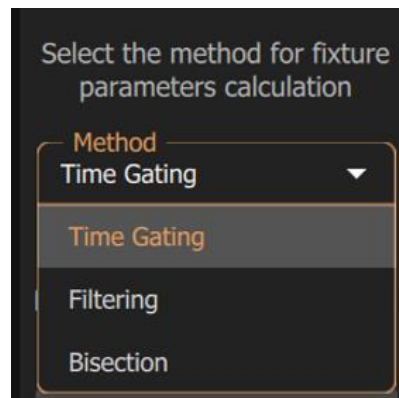 Select the method for fixture
parameters calculation
Method
Time Gating
Time Gating
Filtering
Bisection